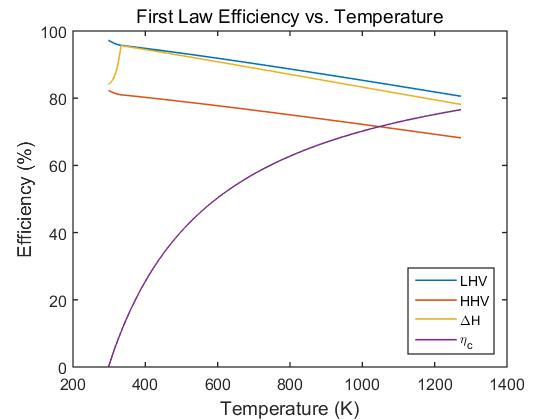 First Law Efficiency vs. Temperature
100
80
60
40
20
0
Efficiency (%)
200 400 600 800 1000 1200 1400
Temperature (K)
LHV
HHV
ΔH
ηc